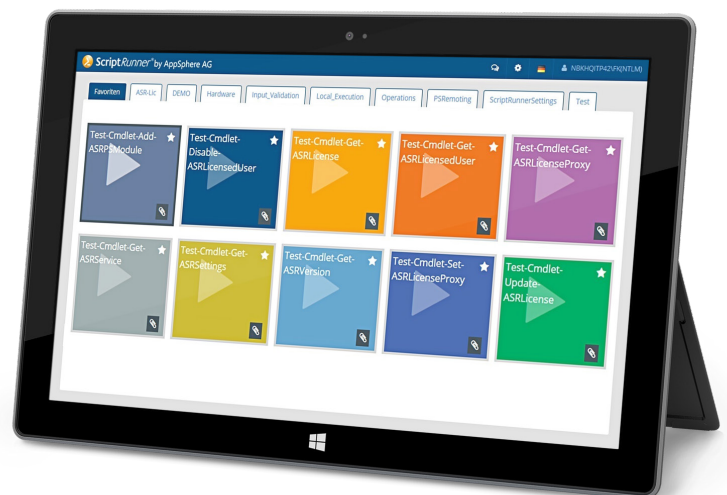 ScriptRunner® by AppSphere AG
NBKHQITP42\FK(NTLM)
Favoriten ASR-Lic DEMO Hardware Input_Validation Local_Execution Operations PSRemoting ScriptRunnerSettings Test
Test-Cmdlet-Add-
ASRPSModule
Test-Cmdlet-
Disable-
ASRLicensedUser
Test-Cmdlet-Get-
ASRLicense
Test-Cmdlet-Get-
ASRLicensedUser
Test-Cmdlet-Get-
ASRLicenseProxy
Test-Cmdlet-Get-
ASRService
Test-Cmdlet-Get-
ASRSettings
Test-Cmdlet-Get-
ASRVersion
Test-Cmdlet-Set-
ASRLicenseProxy
Test-Cmdlet-
Update-
ASRLicense